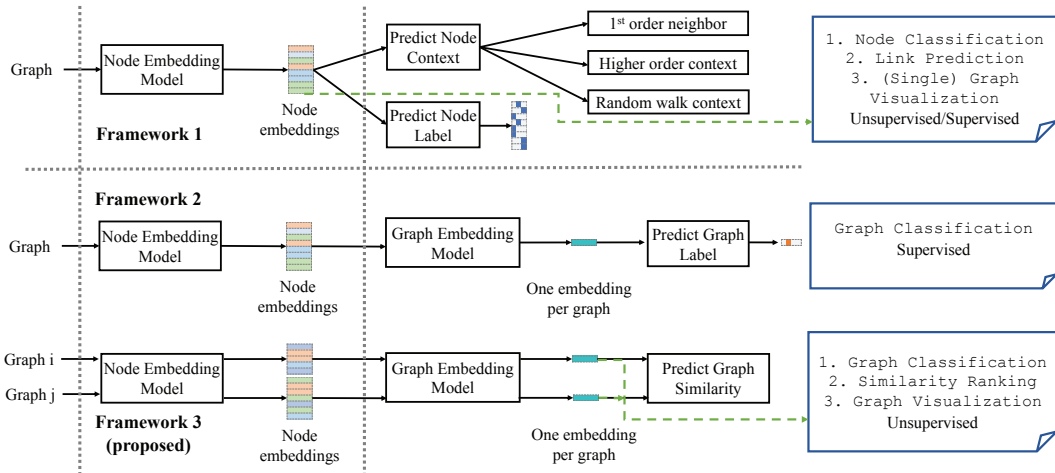 Graph
Node Embedding
Model
Node
embeddings
Framework 1
Predict Node
Context
Predict Node
Label
1st order neighbor
Higher order context
Random walk context
1. Node Classification
2. Link Prediction
3. (Single) Graph
Visualization
Unsupervised/Supervised
Framework 2
Graph
Node Embedding
Model
Node
embeddings
Graph Embedding
Model
One embedding
per graph
Predict Graph
Label
Graph Classification
Supervised
Graph i
Graph j
Node Embedding
Model
Framework 3
(proposed)
Node
embeddings
Graph Embedding
Model
One embedding
per graph
Predict Graph
Similarity
1. Graph Classification
2. Similarity Ranking
3. Graph Visualization
Unsupervised